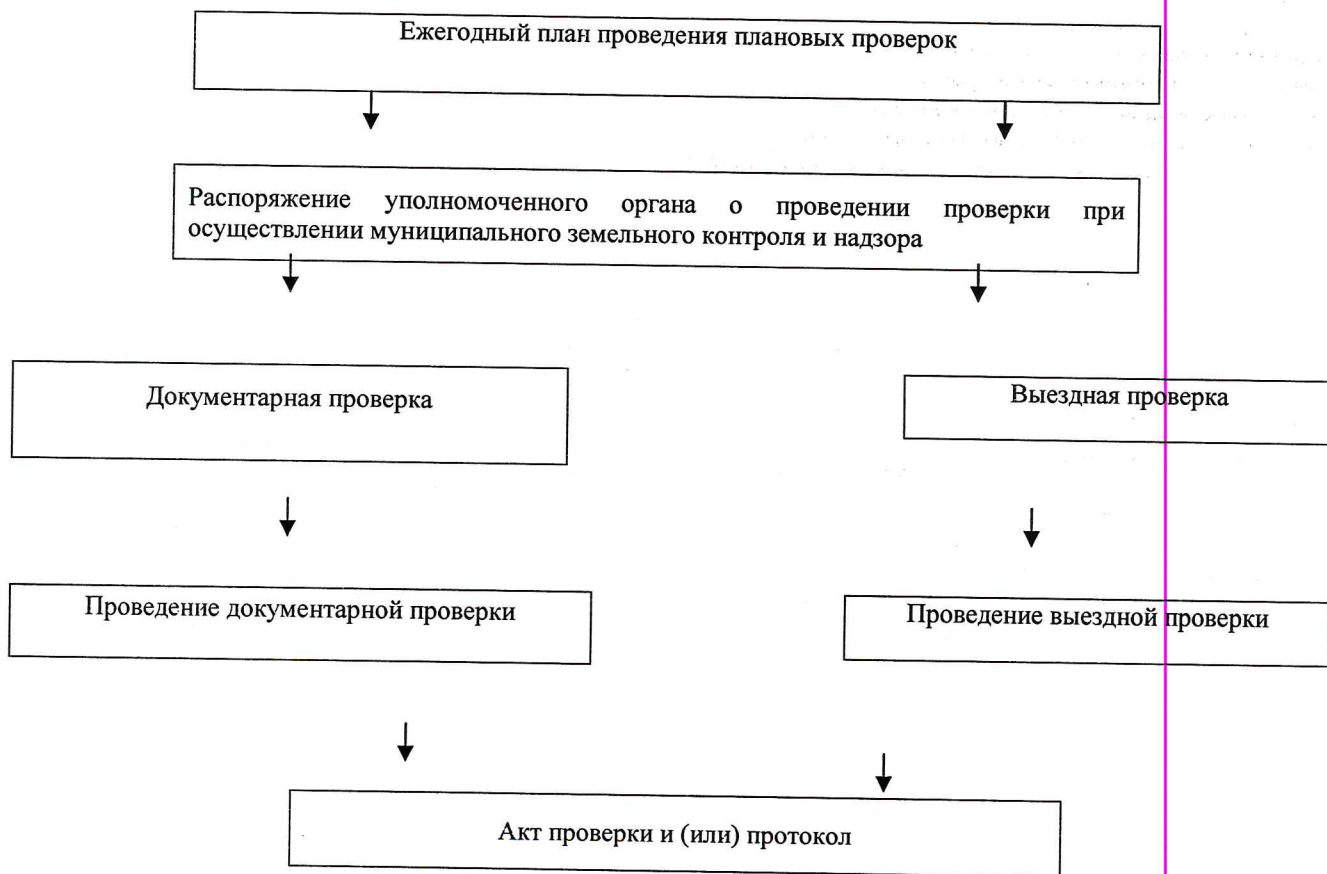 Ежегодный план проведения плановых проверок
Распоряжение уполномоченного органа о проведении проверки при
осуществлении муниципального земельного контроля и надзора
Документарная проверка
Выездная проверка
Проведение документарной проверки
Проведение выездной проверки
Акт проверки и (или) протокол